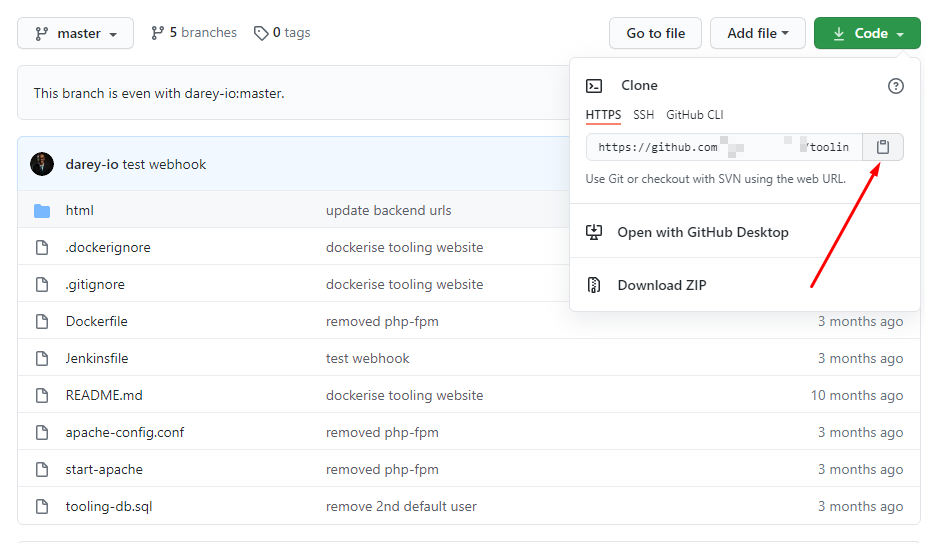 master 5 branches 0 tags Go to file Add file Code
This branch is even with darey-io:master.
Clone
HTTPS SSH GitHub CLI
https://github.com /toolin
Use Git or checkout with SVN using the web URL.
Open with GitHub Desktop
Download ZIP
darey-io test webhook
html update backend urls
.dockerignore dockerise tooling website
.gitignore dockerise tooling website
Dockerfile removed php-fpm 3 months ago
Jenkinsfile test webhook 3 months ago
README.md dockerise tooling website 10 months ago
apache-config.conf removed php-fpm 3 months ago
start-apache removed php-fpm 3 months ago
tooling-db.sql remove 2nd default user 3 months ago